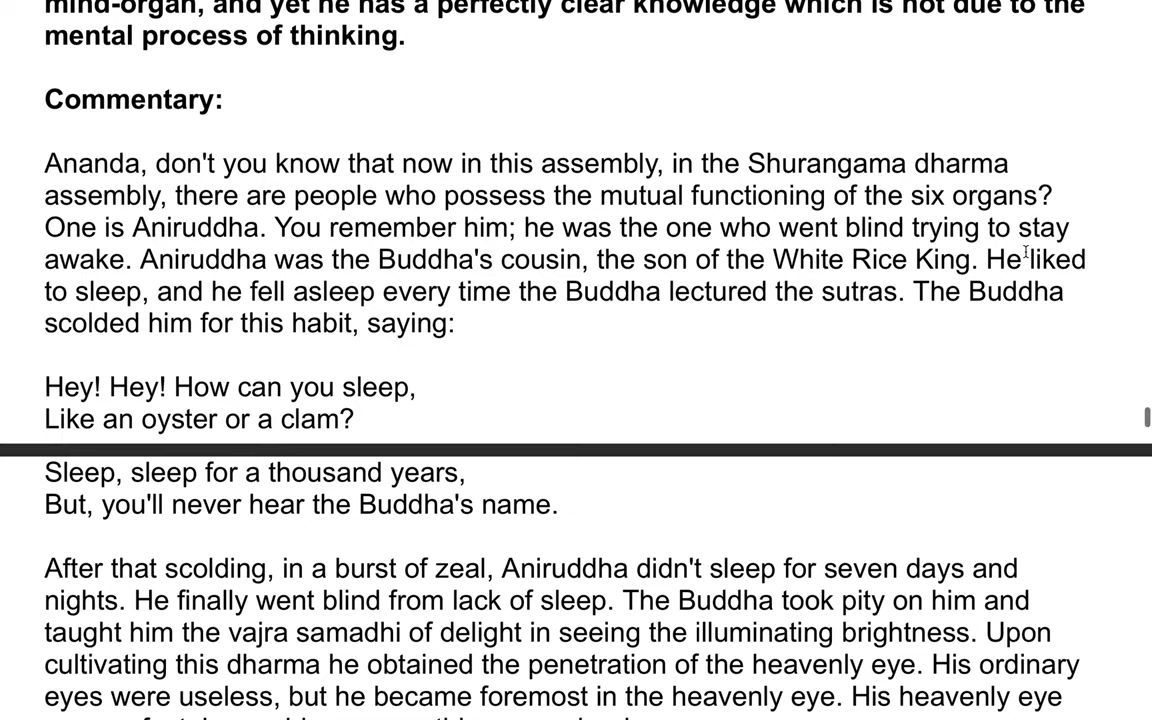 mind-organ, and yet he has a perfectly clear knowledge which is not due to the
mental process of thinking.
Commentary:
Ananda, don't you know that now in this assembly, in the Shurangama dharma
assembly, there are people who possess the mutual functioning of the six organs?
One is Aniruddha. You remember him; he was the one who went blind trying to stay
awake. Aniruddha was the Buddha's cousin, the son of the White Rice King. He liked
to sleep, and he fell asleep every time the Buddha lectured the sutras. The Buddha
scolded him for this habit, saying:
Hey! Hey! How can you sleep,
Like an oyster or a clam?
Sleep, sleep for a thousand years,
But, you'll never hear the Buddha's name.
After that scolding, in a burst of zeal, Aniruddha didn't sleep for seven days and
nights. He finally went blind from lack of sleep. The Buddha took pity on him and
taught him the vajra samadhi of delight in seeing the illuminating brightness. Upon
cultivating this dharma he obtained the penetration of the heavenly eye. His ordinary
eyes were useless, but he became foremost in the heavenly eye. His heavenly eye